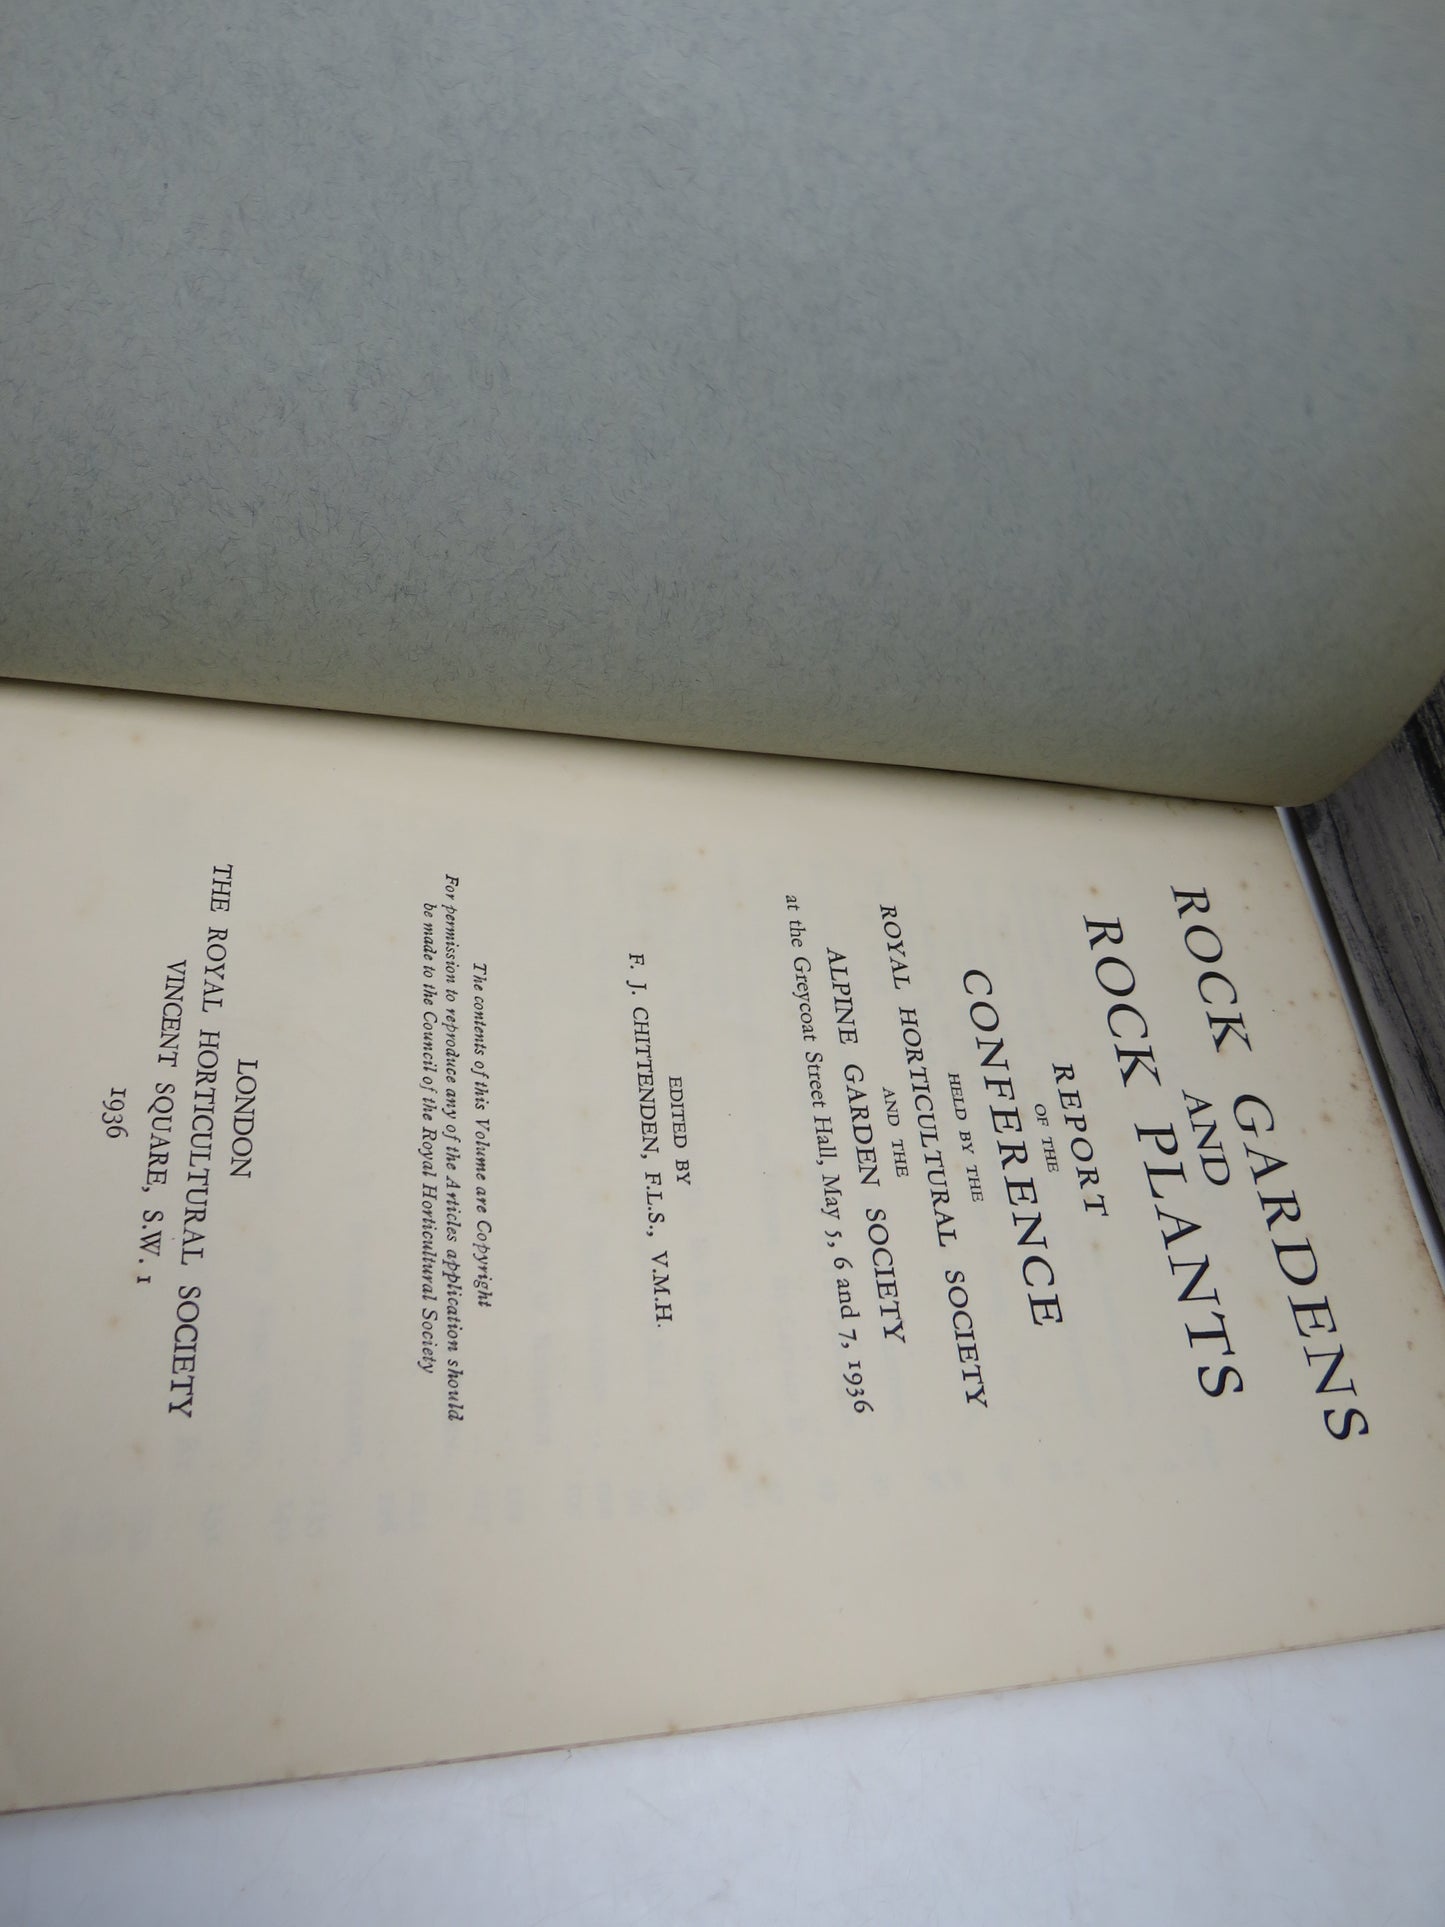 ROCK GARDENS
AND
ROCK PLANTS
REPORT
OF THE
CONFERENCE
HELD BY THE
ROYAL HORTICULTURAL SOCIETY
AND THE
ALPINE GARDEN SOCIETY
at the Greycoat Street Hall, May 5, 6 and 7, 1936
EDITED BY
F. J. CHITTENDEN, F.L.S., V.M.H.
The contents of this Volume are Copyright
For permission to reproduce any of the Articles application should
be made to the Council of the Royal Horticultural Society
LONDON
THE ROYAL HORTICULTURAL SOCIETY
VINCENT SQUARE, S.W. 1
1936